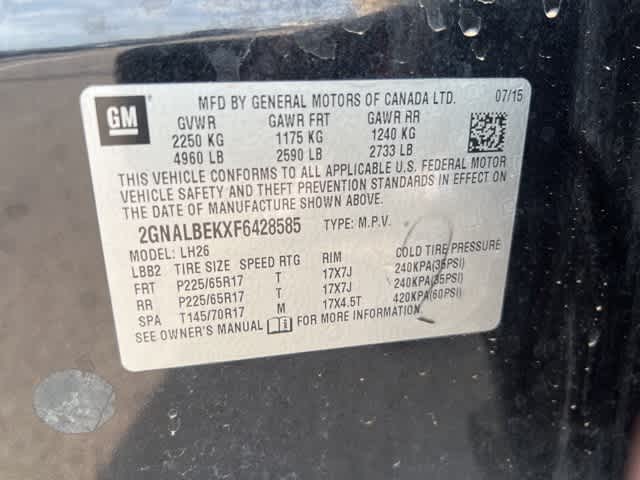 GM
MFD BY GENERAL MOTORS OF CANADA LTD. 07/15
GVWR GAWR FRT GAWR RR
2250 KG 1175 KG 1240 KG
4960 LB 2590 LB 2733 LB
THIS VEHICLE CONFORMS TO ALL APPLICABLE U.S. FEDERAL MOTOR
VEHICLE SAFETY AND THEFT PREVENTION STANDARDS IN EFFECT ON
THE DATE OF MANUFACTURE SHOWN ABOVE.
2GNALBEKXF6428585 TYPE: M.P.V.
MODEL: LH26
LBB2 TIRE SIZE SPEED RTG RIM COLD TIRE PRESSURE
FRT P225/65R17 T 17X7J 240KPA(35PSI)
RR P225/65R17 T 17X7J 240KPA(35PSI)
SPA T145/70R17 M 17X4.5T 420KPA(60PSI)
SEE OWNER'S MANUAL FOR MORE INFORMATION.